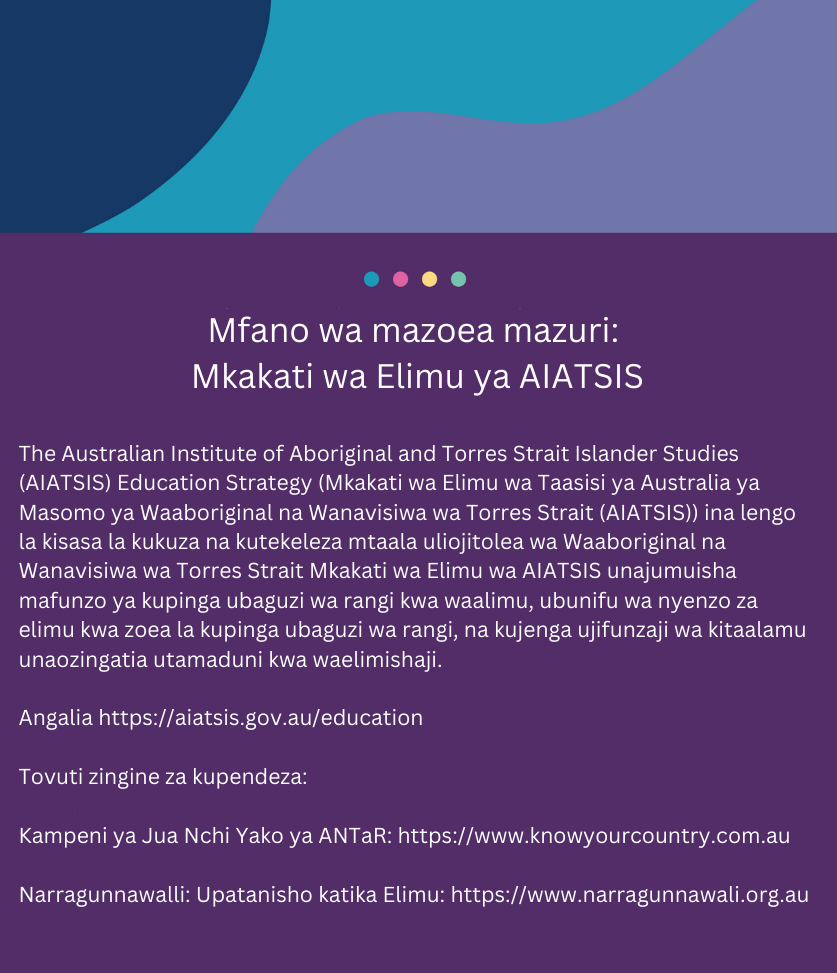 Mfano wa mazoea mazuri:
Mkakati wa Elimu ya AIATSIS
The Australian Institute of Aboriginal and Torres Strait Islander Studies
(AIATSIS) Education Strategy (Mkakati wa Elimu wa Taasisi ya Australia ya
Masomo ya Waaboriginal na Wanavisiwa wa Torres Strait (AIATSIS)) ina lengo
la kisasa la kukuza na kutekeleza mtaala uliojitolea wa Waaboriginal na
Wanavisiwa wa Torres Strait Mkakati wa Elimu wa AIATSIS unajumuisha
mafunzo ya kupinga ubaguzi wa rangi kwa waalimu, ubunifu wa nyenzo za
elimu kwa zoea la kupinga ubaguzi wa rangi, na kujenga ujifunzaji wa kitaalamu
unaozingatia utamaduni kwa waelimishaji.
Angalia https://aiatsis.gov.au/education
Tovuti zingine za kupendeza:
Kampeni ya Jua Nchi Yako ya ANTaR: https://www.knowyourcountry.com.au
Narragunnawalli: Upatanisho katika Elimu: https://www.narragunnawali.org.au